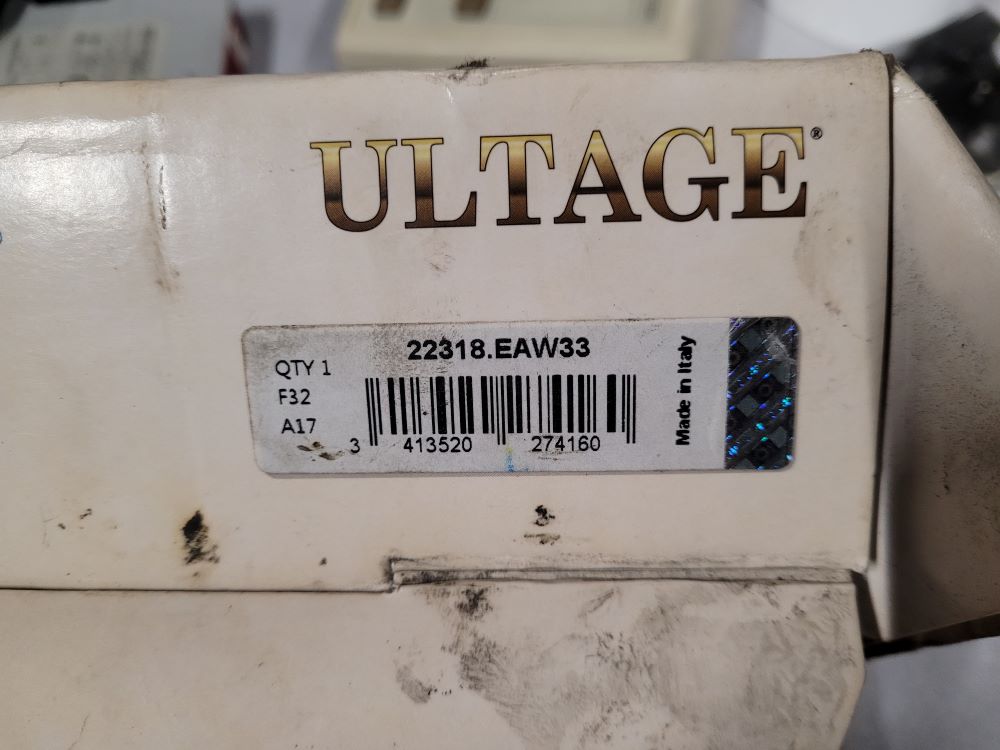 ULTAGE®
22318.EAW33
QTY 1
F32
A17
3 413520 274160
Made in Italy